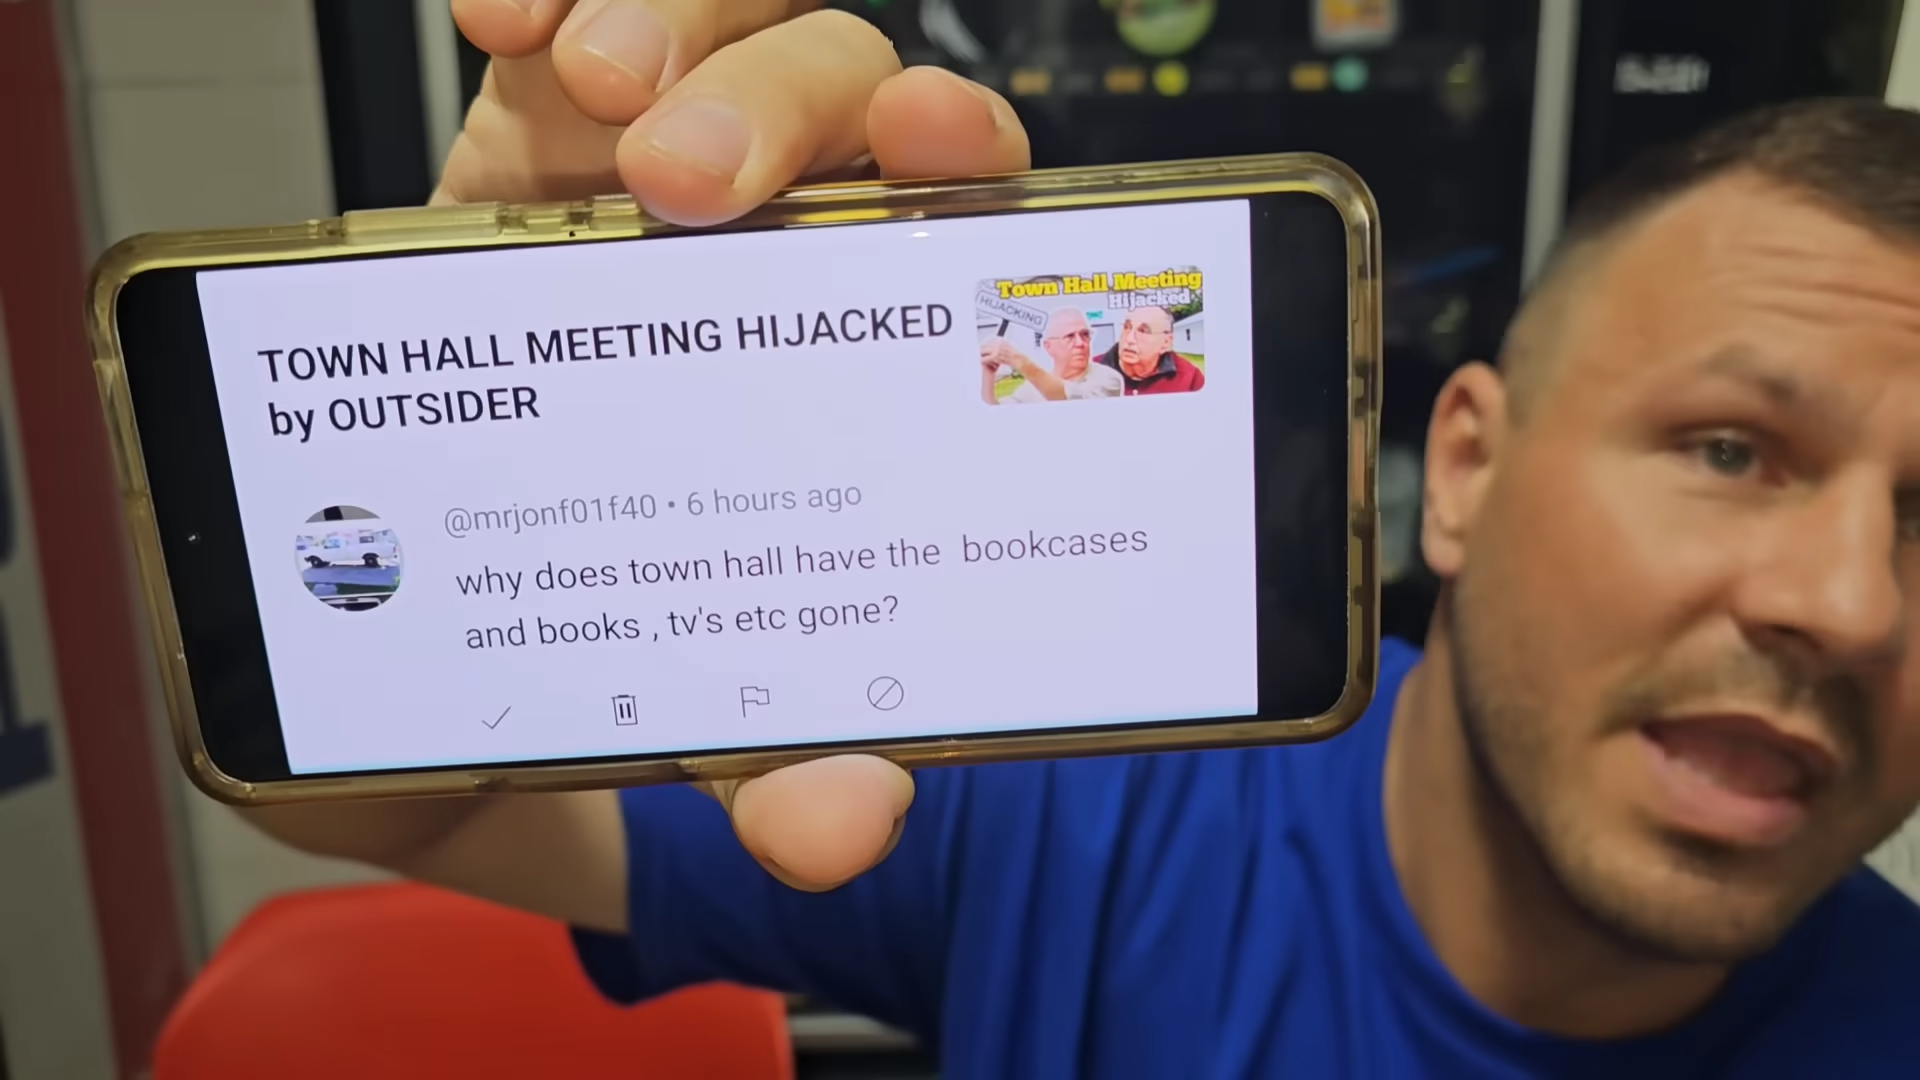 TOWN HALL MEETING HIJACKED
by OUTSIDER
Town Hall Meeting
Hijacked
HIJACKING
@mrjonf01f40 • 6 hours ago
why does town hall have the  bookcases
and books , tv's etc gone?